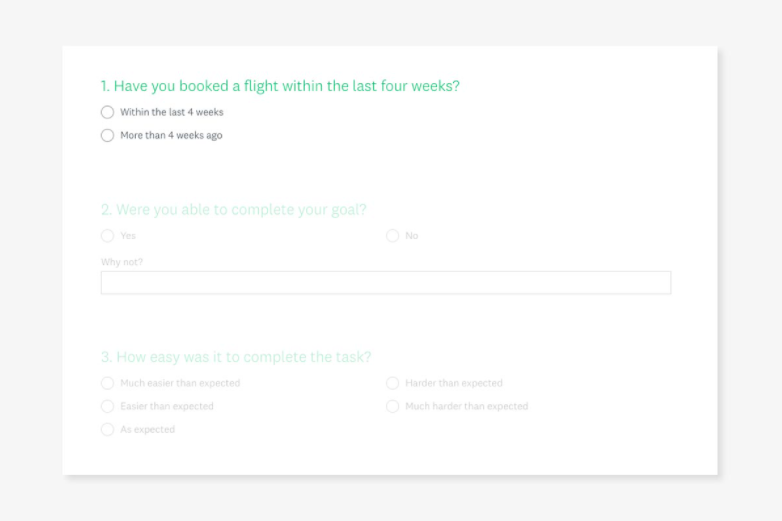 1. Have you booked a flight within the last four weeks?
Within the last 4 weeks
More than 4 weeks ago
2. Were you able to complete your goal?
Yes
No
Why not?
3. How easy was it to complete the task?
Much easier than expected
Harder than expected
Easier than expected
Much harder than expected
As expected